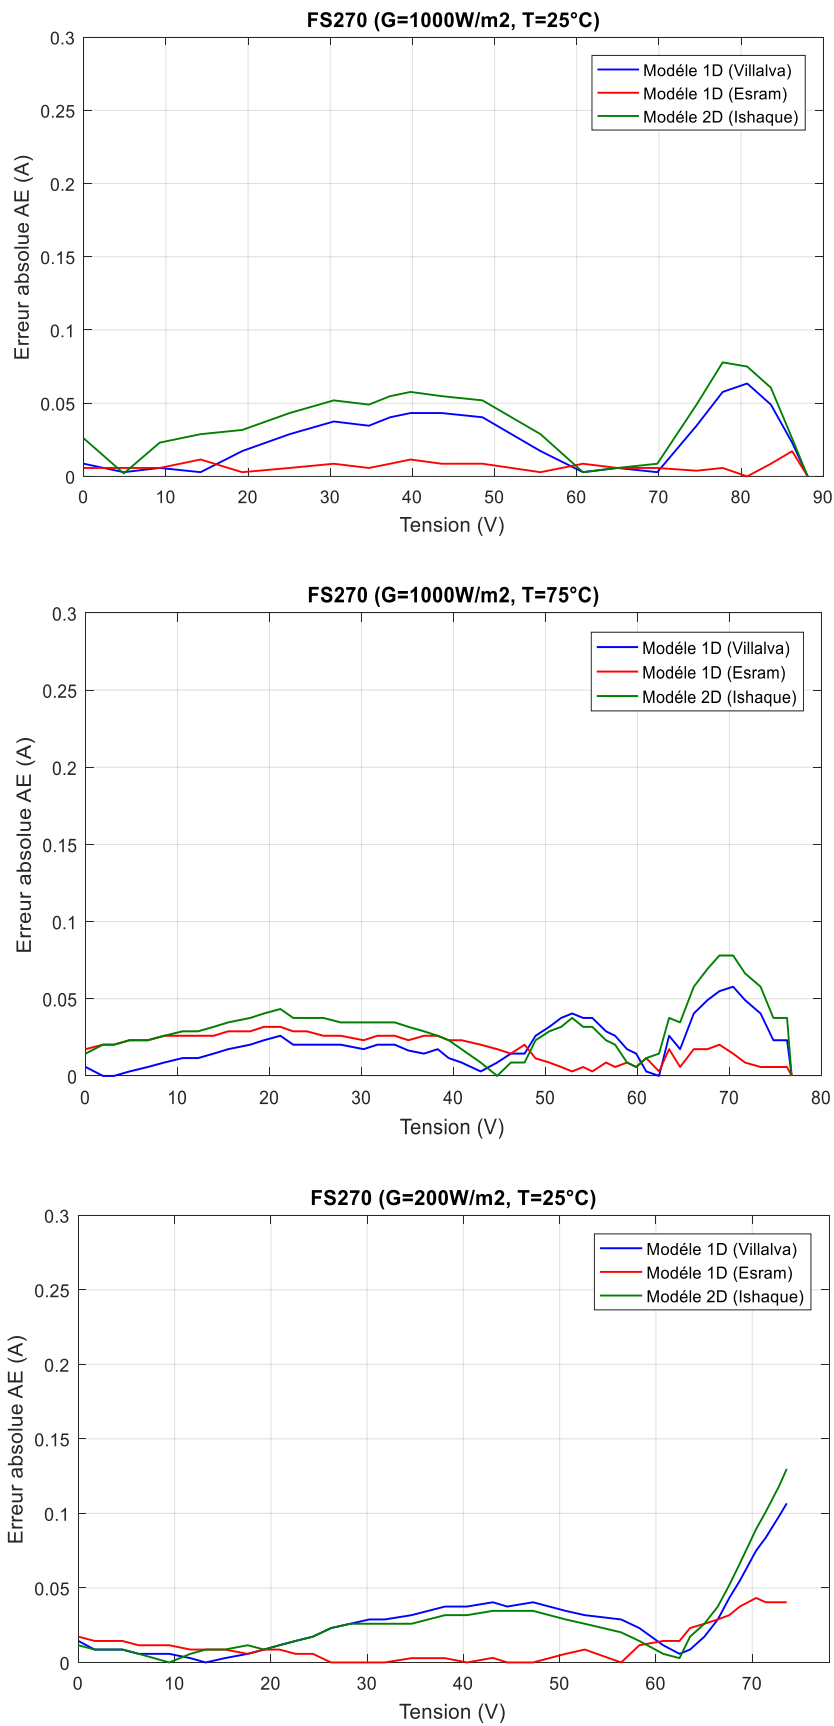 FS270 (G=1000W/m2, T=25°C)
0.3
0.25
0.2
0.15
0.1
0.05
0
Erreur absolue AE (A)
Modéle 1D (Villalva)
Modéle 1D (Esram)
Modéle 2D (Ishaque)
0 10 20 30 40 50 60 70 80 90
Tension (V)
FS270 (G=1000W/m2, T=75°C)
0.3
0.25
0.2
0.15
0.1
0.05
0
Erreur absolue AE (A)
Modéle 1D (Villalva)
Modéle 1D (Esram)
Modéle 2D (Ishaque)
0 10 20 30 40 50 60 70 80
Tension (V)
FS270 (G=200W/m2, T=25°C)
0.3
0.25
0.2
0.15
0.1
0.05
0
Erreur absolue AE (A)
Modéle 1D (Villalva)
Modéle 1D (Esram)
Modéle 2D (Ishaque)
0 10 20 30 40 50 60 70
Tension (V)